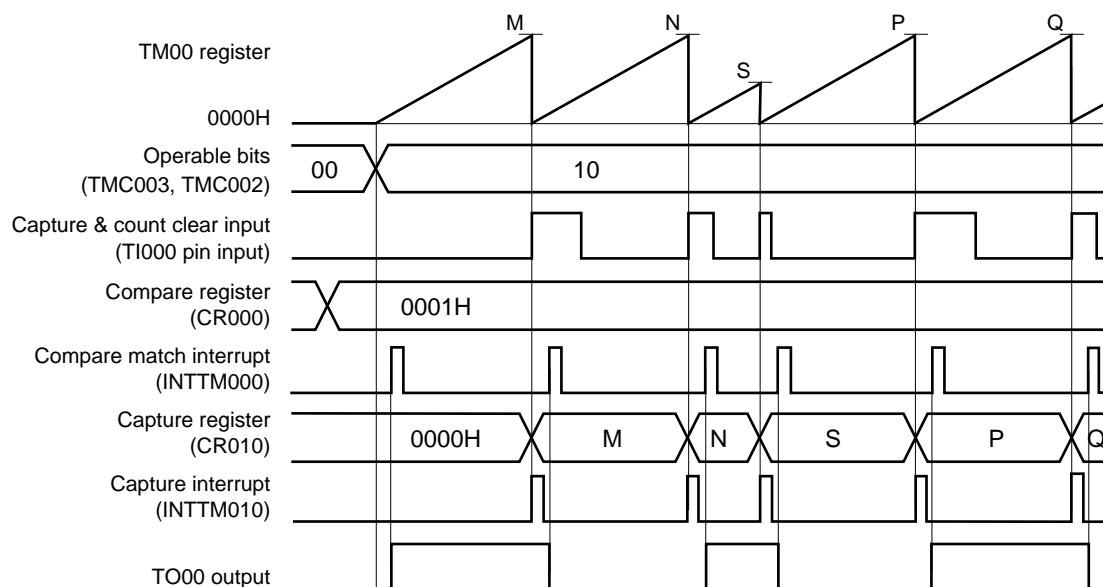 M N S P Q
TM00 register
0000H
Operable bits
(TMC003, TMC002)
00 10
Capture & count clear input
(TI000 pin input)
Compare register
(CR000)
0001H
Compare match interrupt
(INTTM000)
Capture register
(CR010)
0000H M N S P Q
Capture interrupt
(INTTM010)
TO00 output